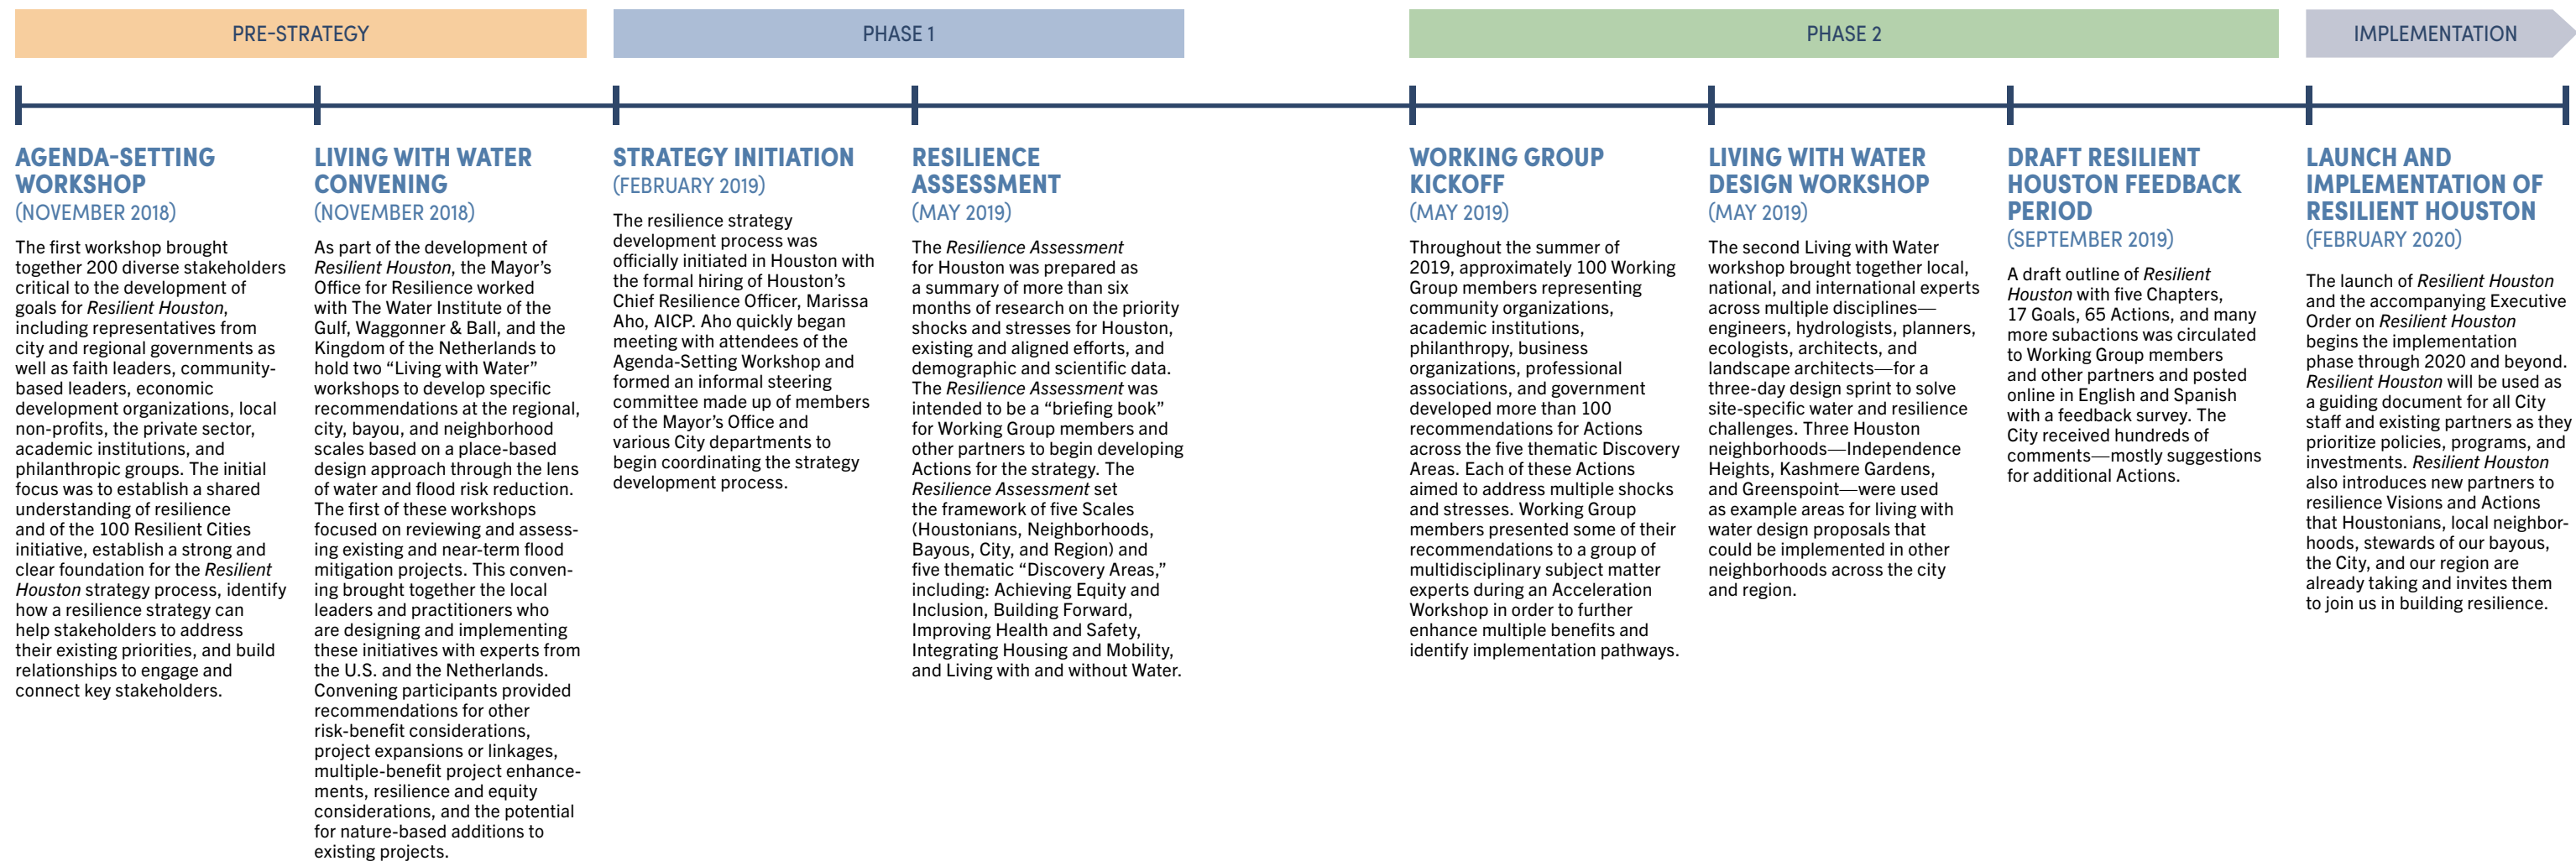 PRE-STRATEGY
PHASE 1
PHASE 2
IMPLEMENTATION
AGENDA-SETTING
WORKSHOP
(NOVEMBER 2018)
The first workshop brought
together 200 diverse stakeholders
critical to the development of
goals for Resilient Houston,
including representatives from
city and regional governments as
well as faith leaders, community-
based leaders, economic
development organizations, local
non-profits, the private sector,
academic institutions, and
philanthropic groups. The initial
focus was to establish a shared
understanding of resilience
and of the 100 Resilient Cities
initiative, establish a strong and
clear foundation for the Resilient
Houston strategy process, identify
how a resilience strategy can
help stakeholders to address
their existing priorities, and build
relationships to engage and
connect key stakeholders.
LIVING WITH WATER
CONVENING
(NOVEMBER 2018)
As part of the development of
Resilient Houston, the Mayor's
Office for Resilience worked
with The Water Institute of the
Gulf, Waggonner & Ball, and the
Kingdom of the Netherlands to
hold two “Living with Water”
workshops to develop specific
recommendations at the regional,
city, bayou, and neighborhood
scales based on a place-based
design approach through the lens
of water and flood risk reduction.
The first of these workshops
focused on reviewing and assess-
ing existing and near-term flood
mitigation projects. This conven-
ing brought together the local
leaders and practitioners who
are designing and implementing
these initiatives with experts from
the U.S. and the Netherlands.
Convening participants provided
recommendations for other
risk-benefit considerations,
project expansions or linkages,
multiple-benefit project enhance-
ments, resilience and equity
considerations, and the potential
for nature-based additions to
existing projects.
STRATEGY INITIATION
(FEBRUARY 2019)
The resilience strategy
development process was
officially initiated in Houston with
the formal hiring of Houston's
Chief Resilience Officer, Marissa
Aho, AICP. Aho quickly began
meeting with attendees of the
Agenda-Setting Workshop and
formed an informal steering
committee made up of members
of the Mayor's Office and
various City departments to
begin coordinating the strategy
development process.
RESILIENCE
ASSESSMENT
(MAY 2019)
The Resilience Assessment
for Houston was prepared as
a summary of more than six
months of research on the priority
shocks and stresses for Houston,
existing and aligned efforts, and
demographic and scientific data.
The Resilience Assessment was
intended to be a “briefing book”
for Working Group members and
other partners to begin developing
Actions for the strategy. The
Resilience Assessment set
the framework of five Scales
(Houstonians, Neighborhoods,
Bayous, City, and Region) and
five thematic “Discovery Areas,”
including: Achieving Equity and
Inclusion, Building Forward,
Improving Health and Safety,
Integrating Housing and Mobility,
and Living with and without Water.
WORKING GROUP
KICKOFF
(MAY 2019)
Throughout the summer of
2019, approximately 100 Working
Group members representing
community organizations,
academic institutions,
philanthropy, business
organizations, professional
associations, and government
developed more than 100
recommendations for Actions
across the five thematic Discovery
Areas. Each of these Actions
aimed to address multiple shocks
and stresses. Working Group
members presented some of their
recommendations to a group of
multidisciplinary subject matter
experts during an Acceleration
Workshop in order to further
enhance multiple benefits and
identify implementation pathways.
LIVING WITH WATER
DESIGN WORKSHOP
(MAY 2019)
The second Living with Water
workshop brought together local,
national, and international experts
across multiple disciplines—
engineers, hydrologists, planners,
ecologists, architects, and
landscape architects—for a
three-day design sprint to solve
site-specific water and resilience
challenges. Three Houston
neighborhoods—Independence
Heights, Kashmere Gardens,
and Greenspoint—were used
as example areas for living with
water design proposals that
could be implemented in other
neighborhoods across the city
and region.
DRAFT RESILIENT
HOUSTON FEEDBACK
PERIOD
(SEPTEMBER 2019)
A draft outline of Resilient
Houston with five Chapters,
17 Goals, 65 Actions, and many
more subactions was circulated
to Working Group members
and other partners and posted
online in English and Spanish
with a feedback survey. The
City received hundreds of
comments—mostly suggestions
for additional Actions.
LAUNCH AND
IMPLEMENTATION OF
RESILIENT HOUSTON
(FEBRUARY 2020)
The launch of Resilient Houston
and the accompanying Executive
Order on Resilient Houston
begins the implementation
phase through 2020 and beyond.
Resilient Houston will be used as
a guiding document for all City
staff and existing partners as they
prioritize policies, programs, and
investments. Resilient Houston
also introduces new partners to
resilience Visions and Actions
that Houstonians, local neighbor-
hoods, stewards of our bayous,
the City, and our region are
already taking and invites them
to join us in building resilience.